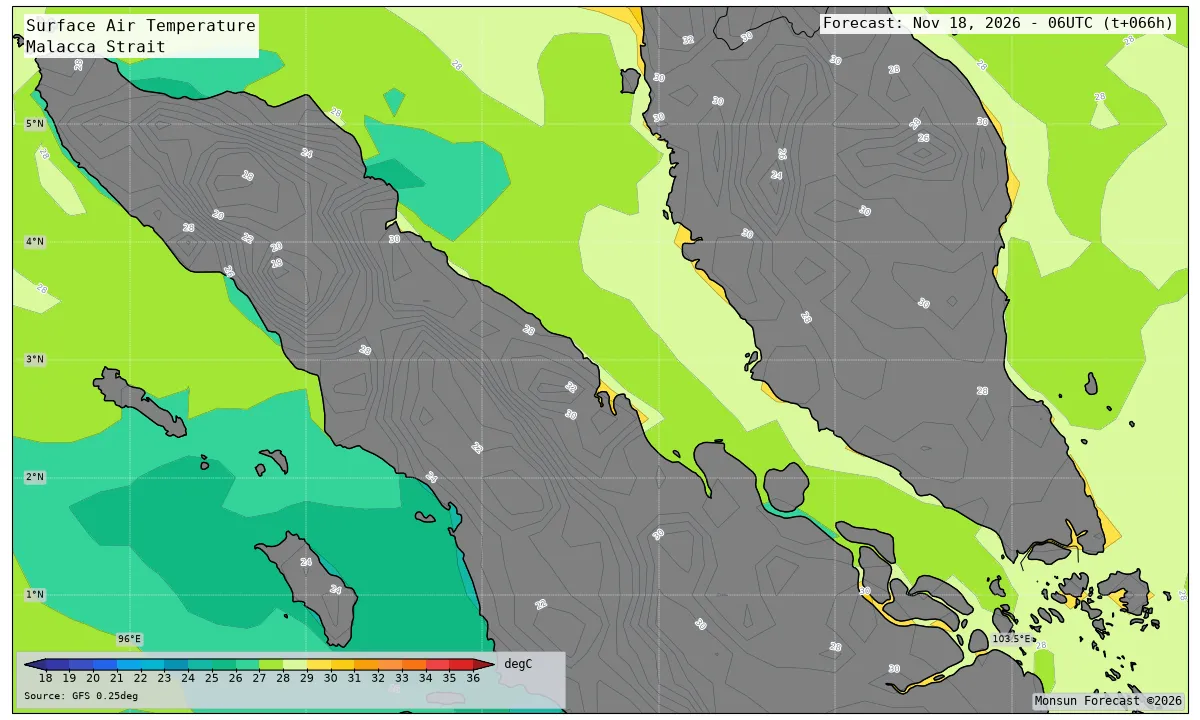 Surface Air Temperature
Malacca Strait
Forecast: Nov 18, 2026 - 06UTC (t+066h)
5°N
4°N
3°N
2°N
1°N
96°E
103.5°E
18 19 20 21 22 23 24 25 26 27 28 29 30 31 32 33 34 35 36
degC
Source: GFS 0.25deg
Monsun Forecast ©2026